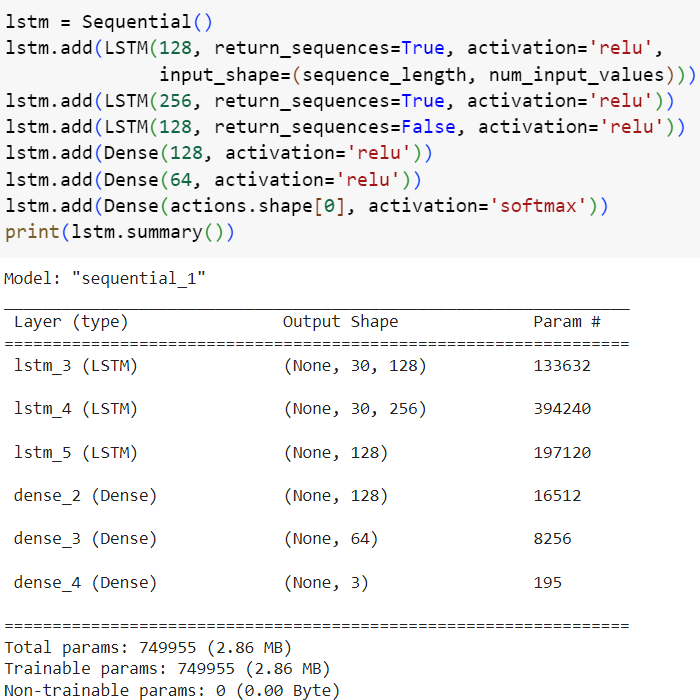 lstm = Sequential()
lstm.add(LSTM(128, return_sequences=True, activation='relu',
input_shape=(sequence_length, num_input_values)))
lstm.add(LSTM(256, return_sequences=True, activation='relu'))
lstm.add(LSTM(128, return_sequences=False, activation='relu'))
lstm.add(Dense(128, activation='relu'))
lstm.add(Dense(64, activation='relu'))
lstm.add(Dense(actions.shape[0], activation='softmax'))
print(lstm.summary())
Model: "sequential_1"
Layer (type) Output Shape Param #
lstm_3 (LSTM) (None, 30, 128) 133632
lstm_4 (LSTM) (None, 30, 256) 394240
lstm_5 (LSTM) (None, 128) 197120
dense_2 (Dense) (None, 128) 16512
dense_3 (Dense) (None, 64) 8256
dense_4 (Dense) (None, 3) 195
Total params: 749955 (2.86 MB)
Trainable params: 749955 (2.86 MB)
Non-trainable params: 0 (0.00 Byte)